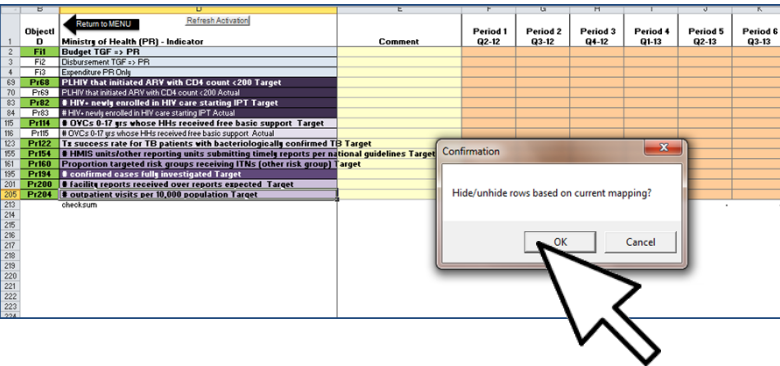 B D E F G H I J K
Return to MENU Refresh Activation
1 ObjectI D Ministry of Health (PR) - Indicator Comment Period 1 Q2-12 Period 2 Q3-12 Period 3 Q4-12 Period 4 Q1-13 Period 5 Q2-13 Period 6 Q3-13
2 Fi1 Budget TGF => PR
3 Fi2 Disbursement TGF => PR
4 Fi3 Expenditure PR Only
69 Pr68 PLHIV that initiated ARV with CD4 count <200 Target
70 Pr69 PLHIV that initiated ARV with CD4 count <200 Actual
83 Pr82 # HIV+ newly enrolled in HIV care starting IPT Target
84 Pr83 # HIV+ newly enrolled in HIV care starting IPT Actual
115 Pr114 # OVCs 0-17 yrs whose HHs received free basic support Target
116 Pr115 # OVCs 0-17 yrs whose HHs received free basic support Actual
123 Pr122 Tx success rate for TB patients with bacteriologically confirmed TB Target
155 Pr154 # HMIS units/other reporting units submitting timely reports per national guidelines Target
161 Pr160 Proportion targeted risk groups receiving ITNs (other risk group) Target
195 Pr194 # confirmed cases fully investigated Target
201 Pr200 # facility reports received over reports expected Target
205 Pr204 # outpatient visits per 10,000 population Target
213 checksum
214
215
216
217
218
219
220
221
222
223
224
Confirmation
Hide/unhide rows based on current mapping?
OK Cancel